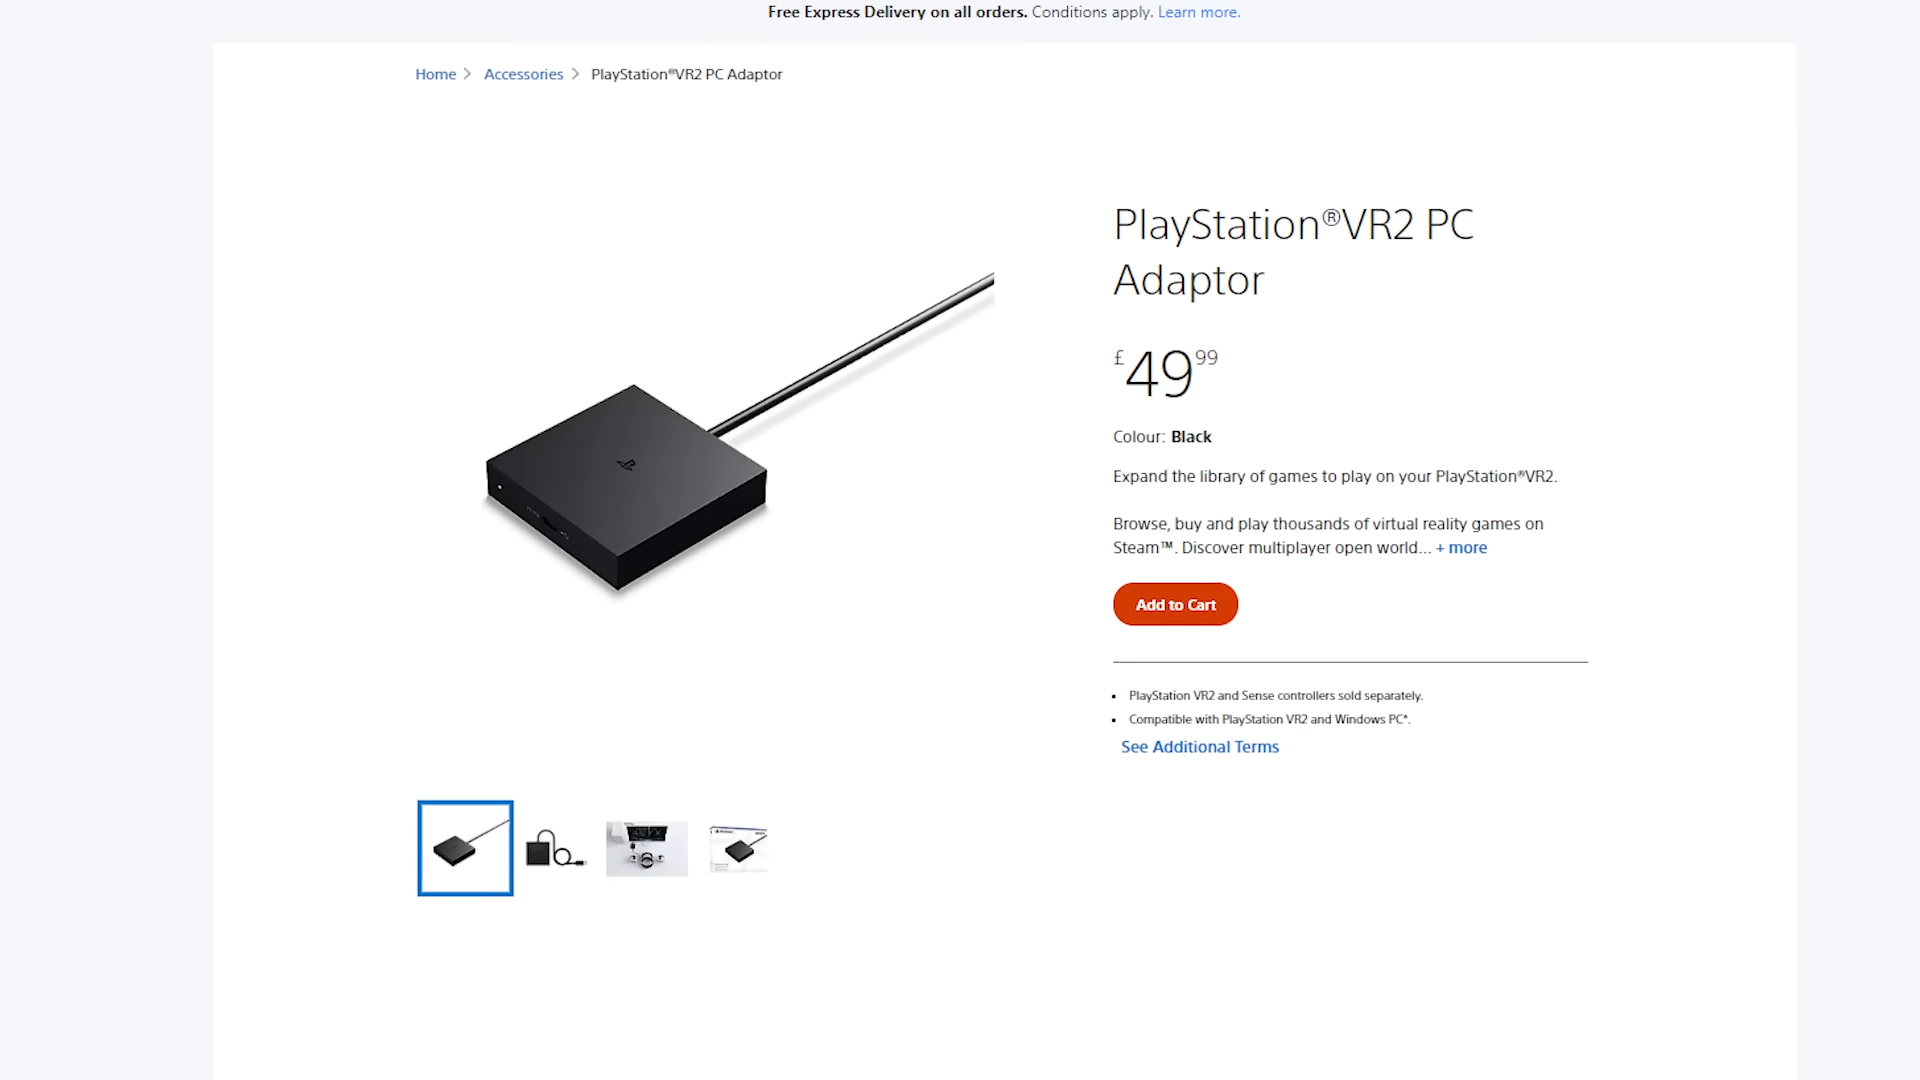 Free Express Delivery on all orders. Conditions apply. Learn more.
Home > Accessories > PlayStation®VR2 PC Adaptor
PlayStation®VR2 PC
Adaptor
£49 99
Colour: Black
Expand the library of games to play on your PlayStation®VR2.
Browse, buy and play thousands of virtual reality games on
Steam™. Discover multiplayer open world... + more
Add to Cart
PlayStation VR2 and Sense controllers sold separately.
Compatible with PlayStation VR2 and Windows PC*.
See Additional Terms